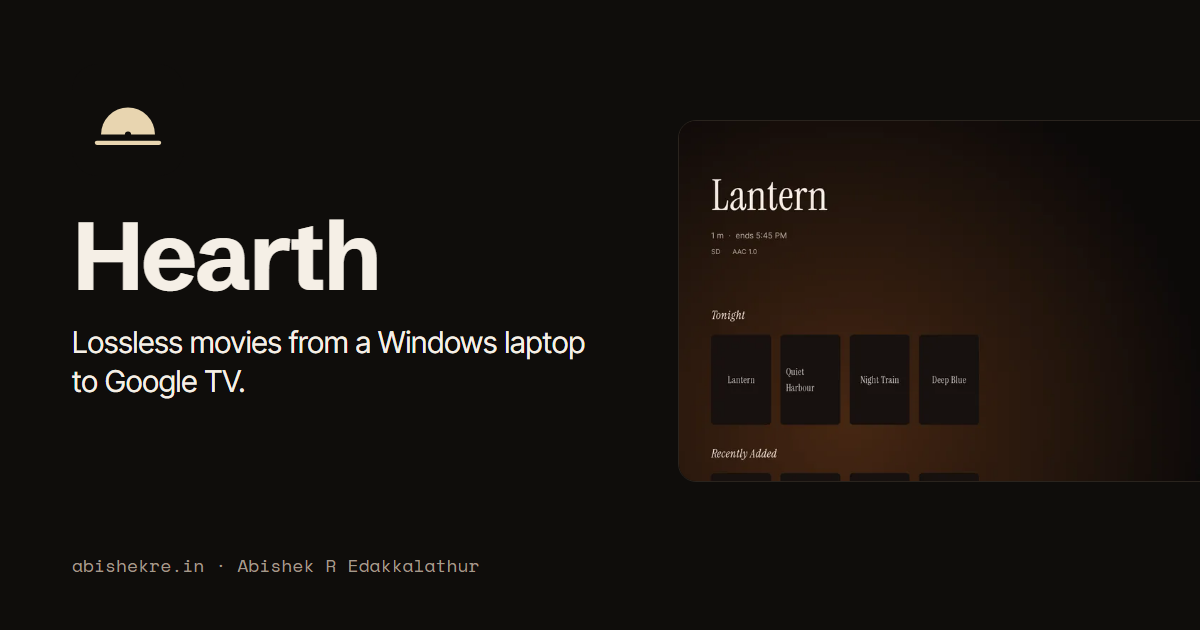 Hearth
Lossless movies from a Windows laptop
to Google TV.
abishekre.in · Abishek R Edakkalathur
Lantern
1 m · ends 5:45 PM
SD AAC 1.0
Tonight
Lantern
Quiet
Harbour
Night Train
Deep Blue
Recently Added